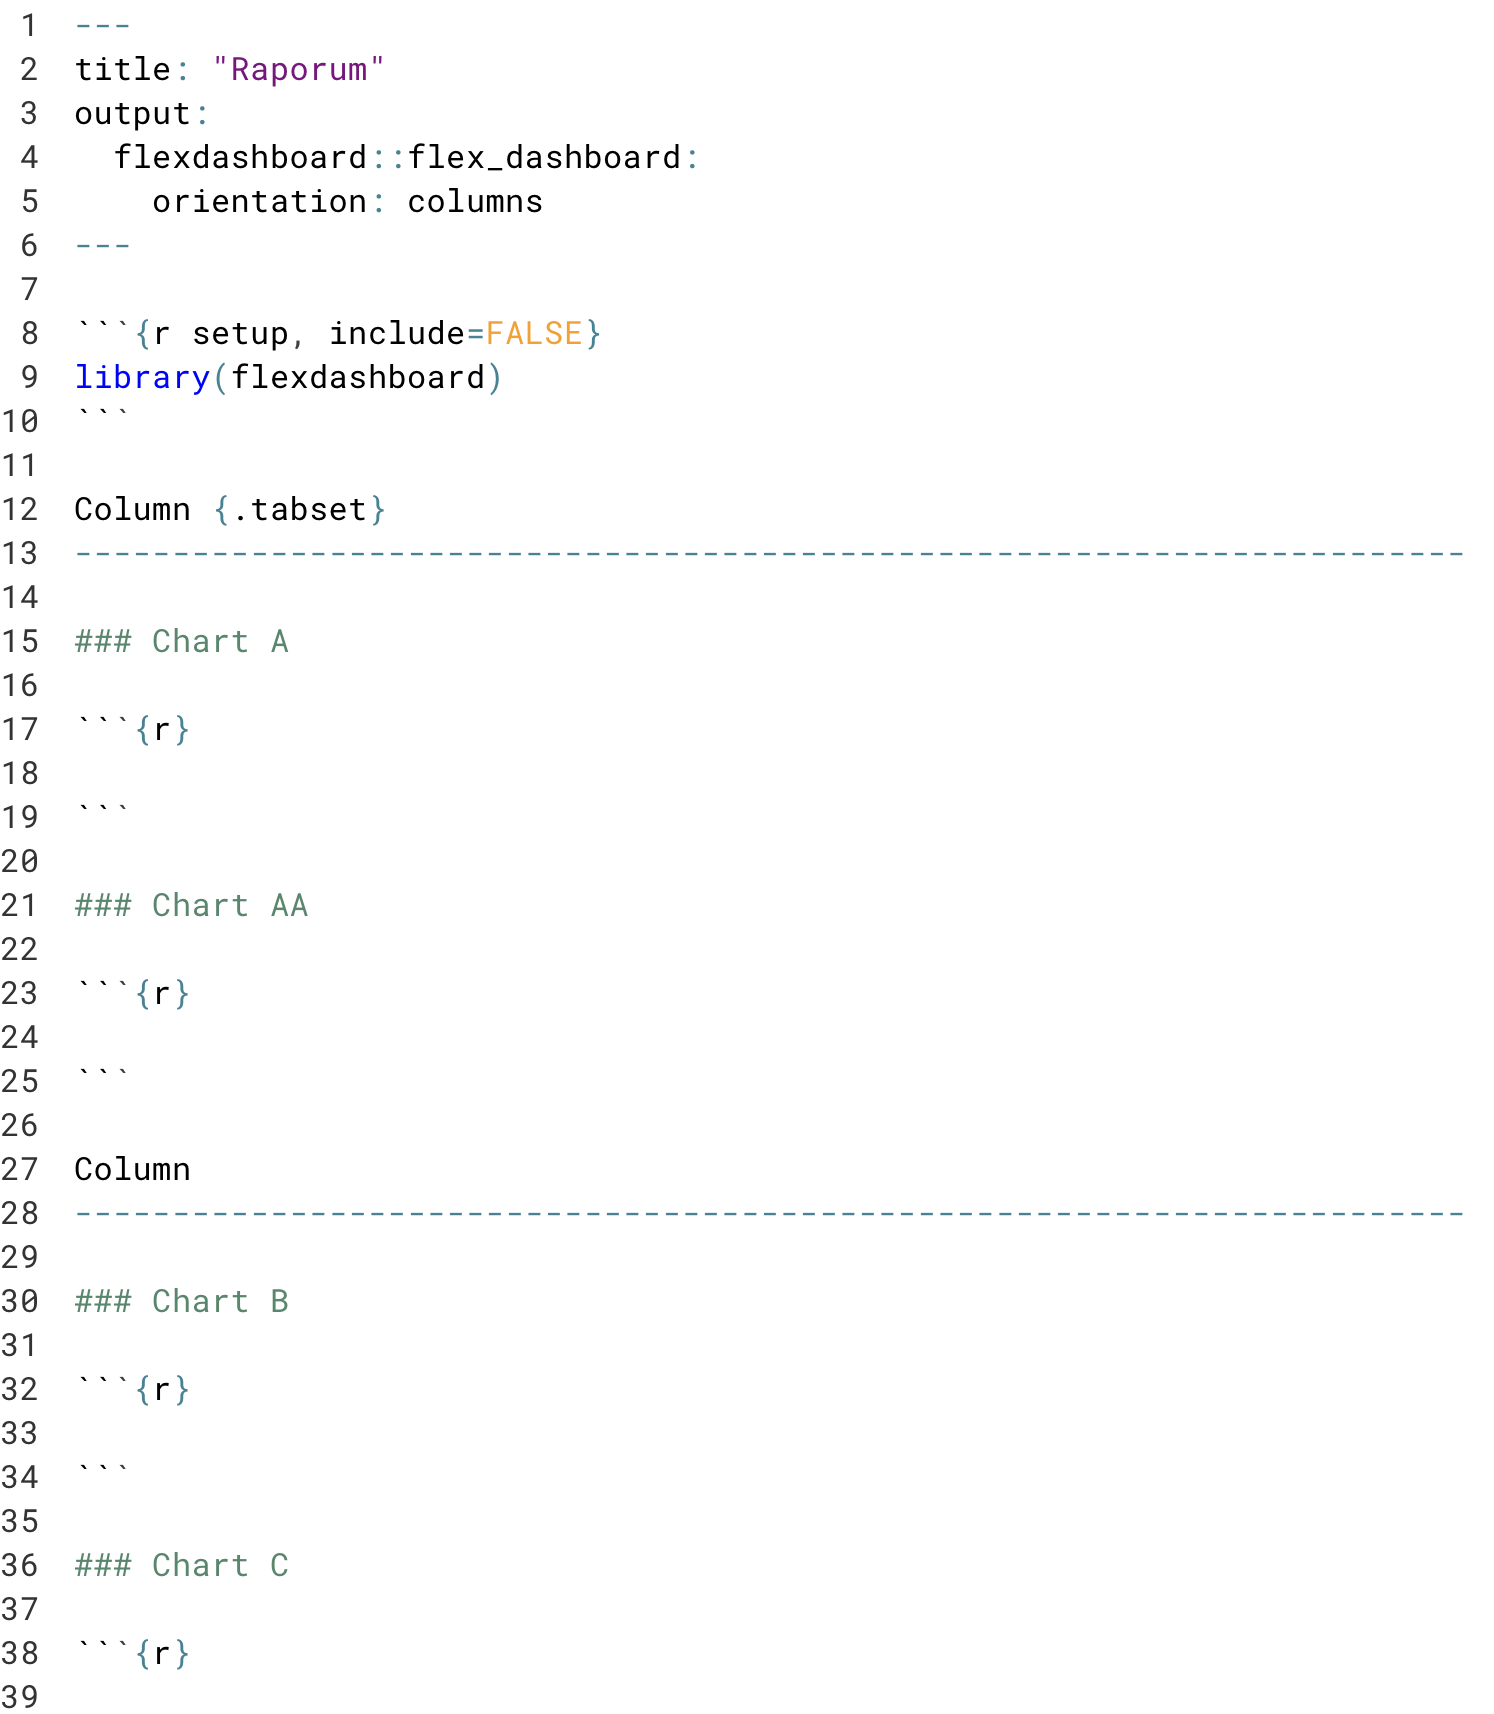 1 ---
2 title: "Raporum"
3 output:
4   flexdashboard::flex_dashboard:
5     orientation: columns
6 ---
7
8 ```{r setup, include=FALSE}
9 library(flexdashboard)
10 ```
11
12 Column {.tabset}
13 -----------------------------------------------------------------------
14
15 ### Chart A
16
17 ```{r}
18
19 ```
20
21 ### Chart AA
22
23 ```{r}
24
25 ```
26
27 Column
28 -----------------------------------------------------------------------
29
30 ### Chart B
31
32 ```{r}
33
34 ```
35
36 ### Chart C
37
38 ```{r}
39